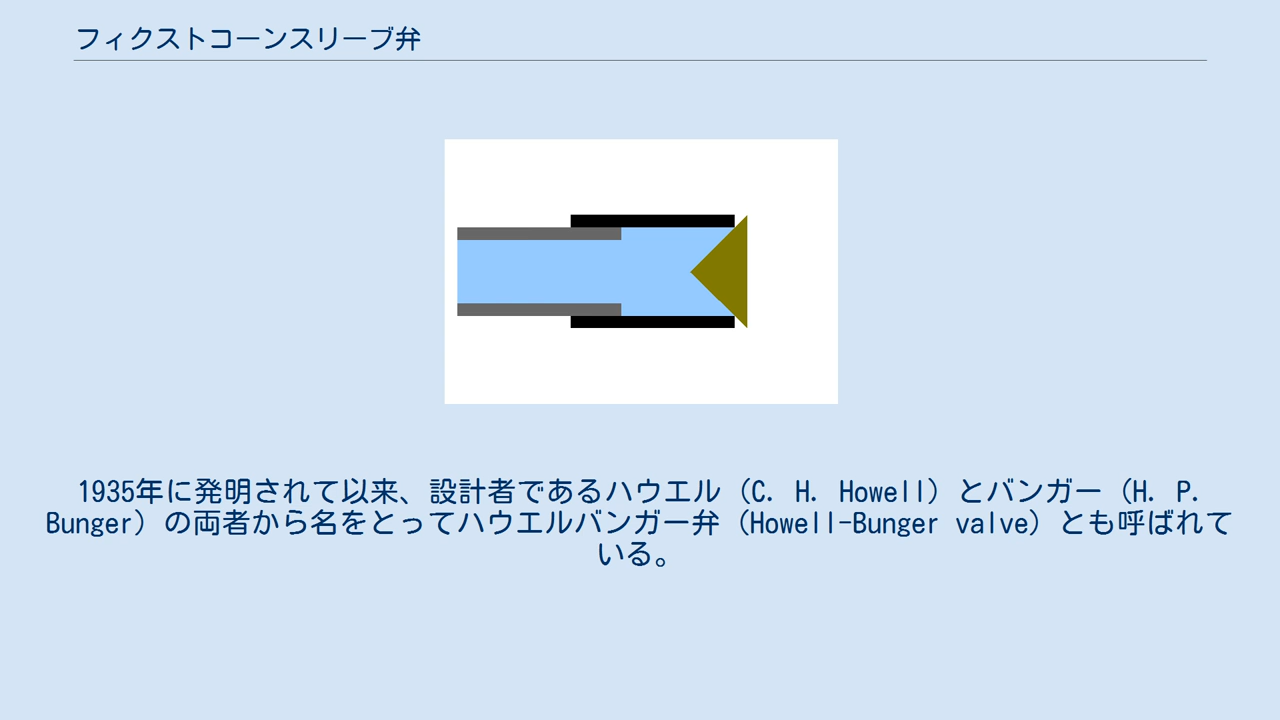 フィクストコーンスリーブ弁
1935年に発明されて以来、設計者であるハウエル（C. H. Howell）とバンガー（H. P.
Bunger）の両者から名をとってハウエルバンガー弁（Howell-Bunger valve）とも呼ばれて
いる。